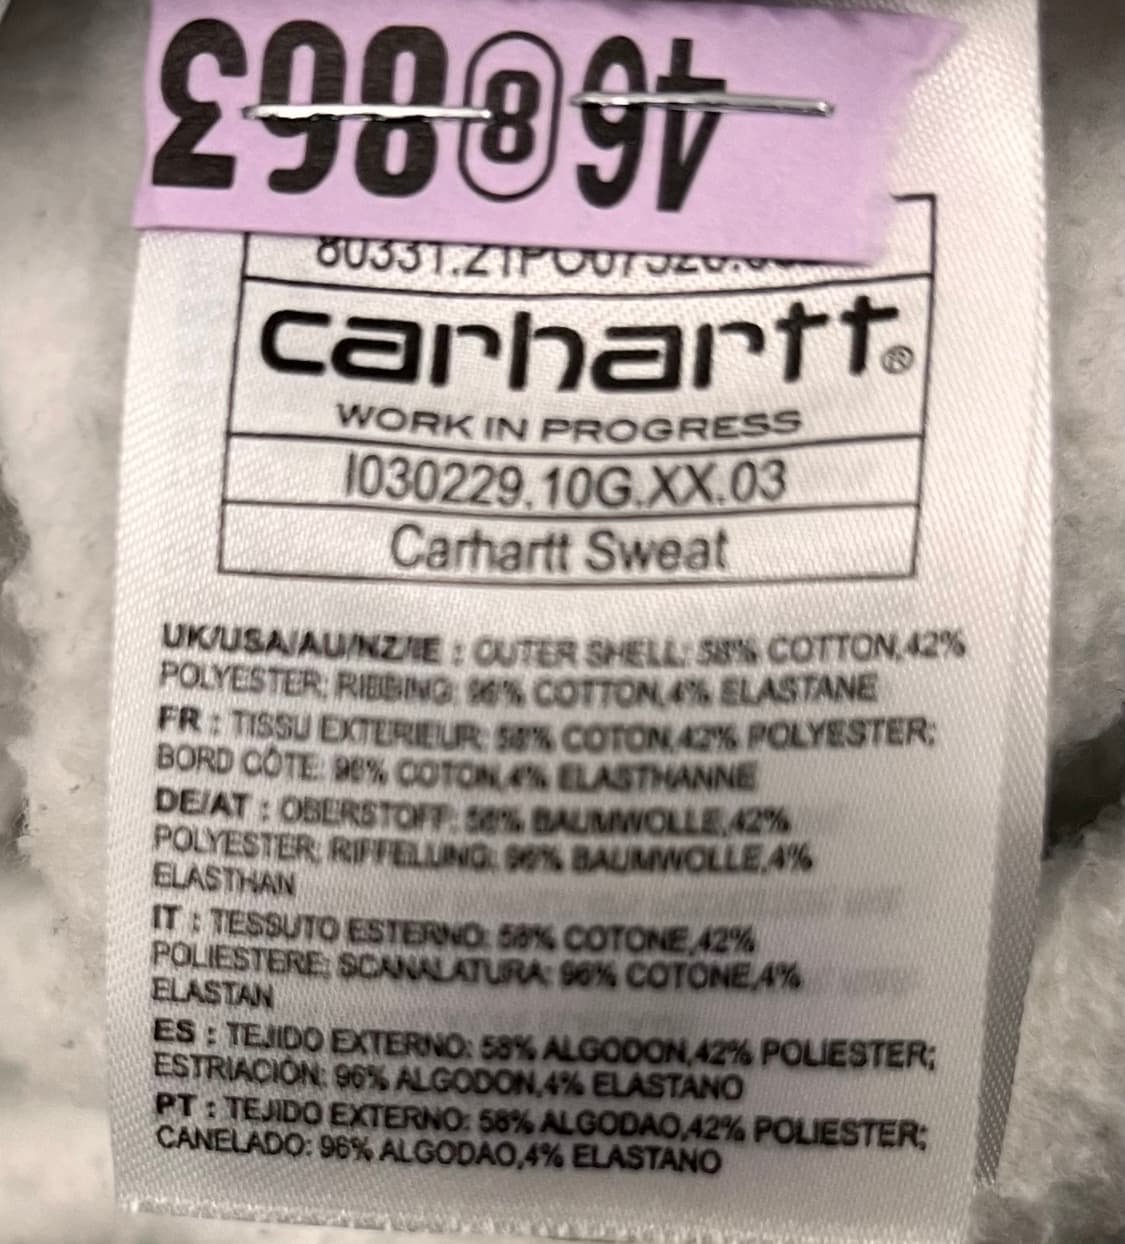 46 8 863
carhartt®
WORK IN PROGRESS
I030229.10G.XX.03
Carhartt Sweat
UK/USA/AU/NZ/IE : OUTER SHELL: 58% COTTON,42%
POLYESTER; RIBBING: 96% COTTON,4% ELASTANE
FR : TISSU EXTERIEUR: 58% COTON,42% POLYESTER;
BORD CÔTE: 96% COTON,4% ELASTHANNE
DE/AT : OBERSTOFF: 58% BAUMWOLLE,42%
POLYESTER; RIFFELUNG: 96% BAUMWOLLE,4%
ELASTHAN
IT : TESSUTO ESTERNO: 58% COTONE,42%
POLIESTERE; SCANALATURA: 96% COTONE,4%
ELASTAN
ES : TEJIDO EXTERNO: 58% ALGODON,42% POLIESTER;
ESTRIACIÓN: 96% ALGODON,4% ELASTANO
PT : TEJIDO EXTERNO: 58% ALGODAO,42% POLIESTER;
CANELADO: 96% ALGODAO,4% ELASTANO